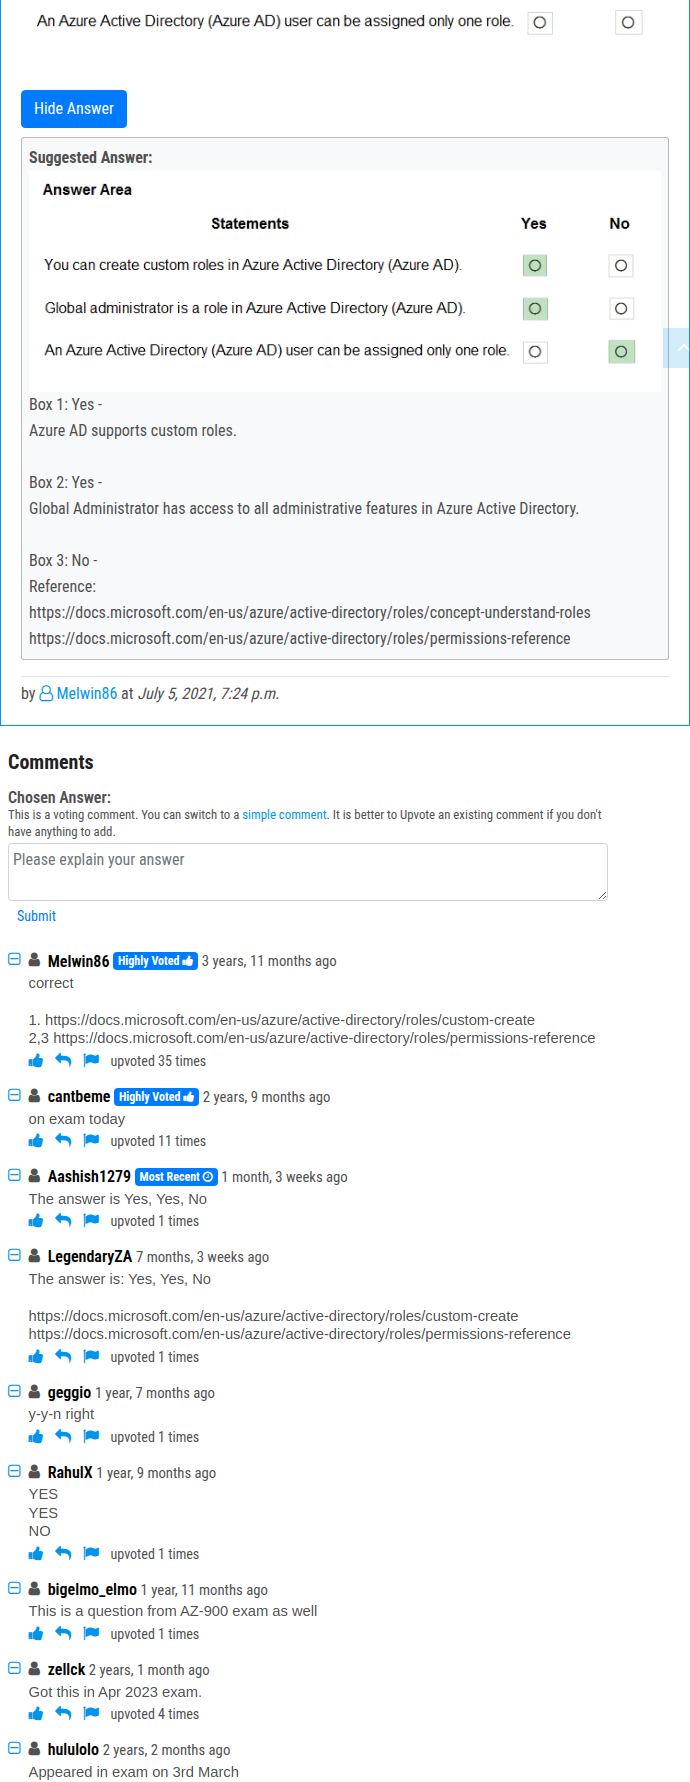 An Azure Active Directory (Azure AD) user can be assigned only one role.
Hide Answer
Suggested Answer:
Answer Area
Statements Yes No
You can create custom roles in Azure Active Directory (Azure AD).
Global administrator is a role in Azure Active Directory (Azure AD).
An Azure Active Directory (Azure AD) user can be assigned only one role.
Box 1: Yes -
Azure AD supports custom roles.
Box 2: Yes -
Global Administrator has access to all administrative features in Azure Active Directory.
Box 3: No -
Reference:
https://docs.microsoft.com/en-us/azure/active-directory/roles/concept-understand-roles
https://docs.microsoft.com/en-us/azure/active-directory/roles/permissions-reference
by Melwin86 at July 5, 2021, 7:24 p.m.
Comments
Chosen Answer:
This is a voting comment. You can switch to a simple comment. It is better to Upvote an existing comment if you don't
have anything to add.
Please explain your answer
Submit
Melwin86 Highly Voted 3 years, 11 months ago
correct
1. https://docs.microsoft.com/en-us/azure/active-directory/roles/custom-create
2,3 https://docs.microsoft.com/en-us/azure/active-directory/roles/permissions-reference
upvoted 35 times
cantbeme Highly Voted 2 years, 9 months ago
on exam today
upvoted 11 times
Aashish1279 Most Recent 1 month, 3 weeks ago
The answer is Yes, Yes, No
upvoted 1 times
LegendaryZA 7 months, 3 weeks ago
The answer is: Yes, Yes, No
https://docs.microsoft.com/en-us/azure/active-directory/roles/custom-create
https://docs.microsoft.com/en-us/azure/active-directory/roles/permissions-reference
upvoted 1 times
geggio 1 year, 7 months ago
y-y-n right
upvoted 1 times
RahulX 1 year, 9 months ago
YES
YES
NO
upvoted 1 times
bigelmo_elmo 1 year, 11 months ago
This is a question from AZ-900 exam as well
upvoted 1 times
zellck 2 years, 1 month ago
Got this in Apr 2023 exam.
upvoted 4 times
hululolo 2 years, 2 months ago
Appeared in exam on 3rd March